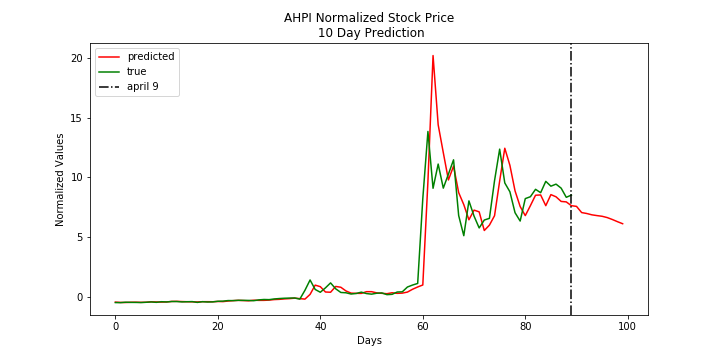 AHPI Normalized Stock Price
10 Day Prediction
predicted
true
april 9
Normalized Values
20
15
10
5
0
0
20
40
60
80
100
Days